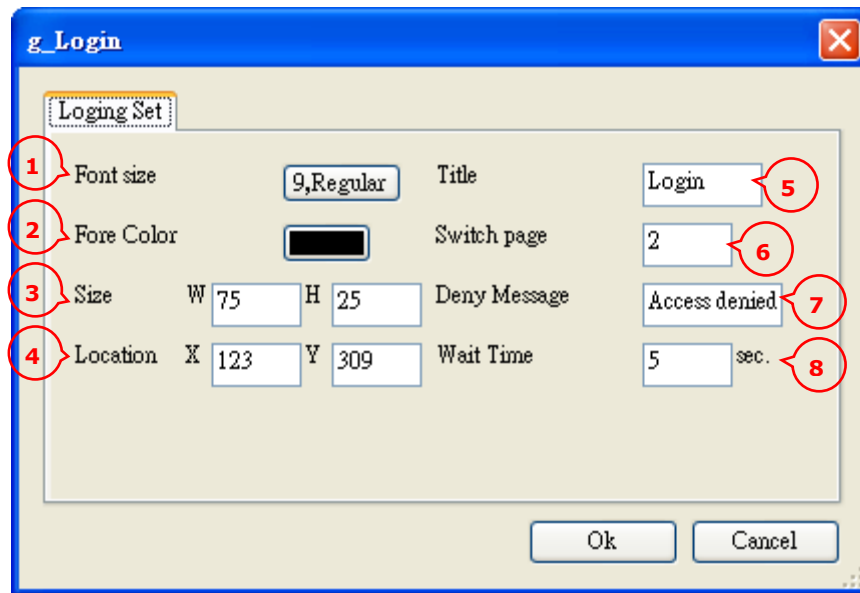 g_Login
Loging Set
1 Font size 9,Regular Title Login 5
2 Fore Color Switch page 2 6
3 Size W 75 H 25 Deny Message Access denied 7
4 Location X 123 Y 309 Wait Time 5 sec. 8
Ok Cancel